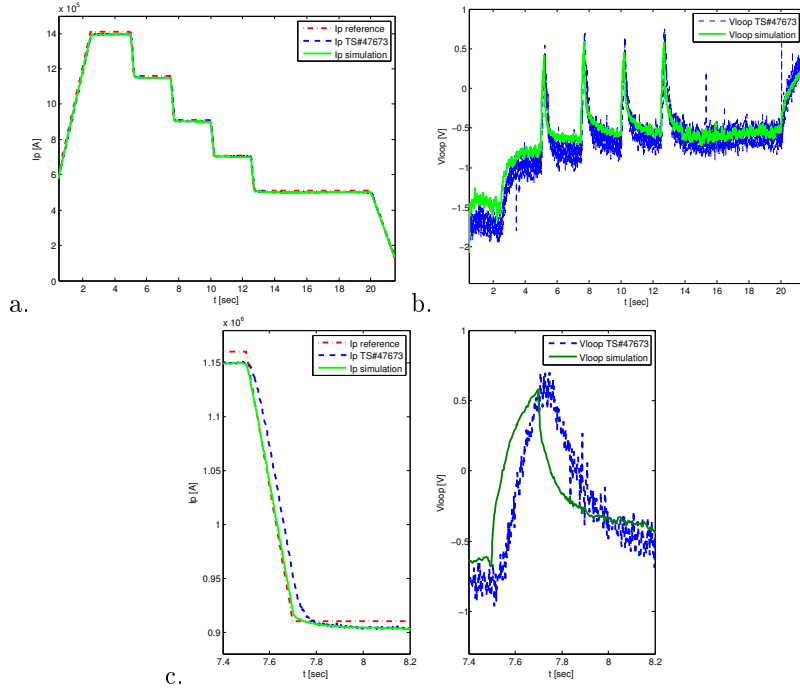 x 10⁵
14
12
10
8
6
4
2
0
Ip [A]
2 4 6 8 10 12 14 16 18 20
t [sec]
Ip reference
Ip TS#47673
Ip simulation
a.
1
0.5
0
−0.5
−1
−1.5
−2
Vloop [V]
2 4 6 8 10 12 14 16 18 20
t [sec]
Vloop TS#47673
Vloop simulation
b.
x 10⁶
1.15
1.1
1.05
1
0.95
0.9
Ip [A]
7.4 7.6 7.8 8 8.2
t [sec]
Ip reference
Ip TS#47673
Ip simulation
c.
1
0.5
0
−0.5
−1
Vloop [V]
7.4 7.6 7.8 8 8.2
t [sec]
Vloop TS#47673
Vloop simulation